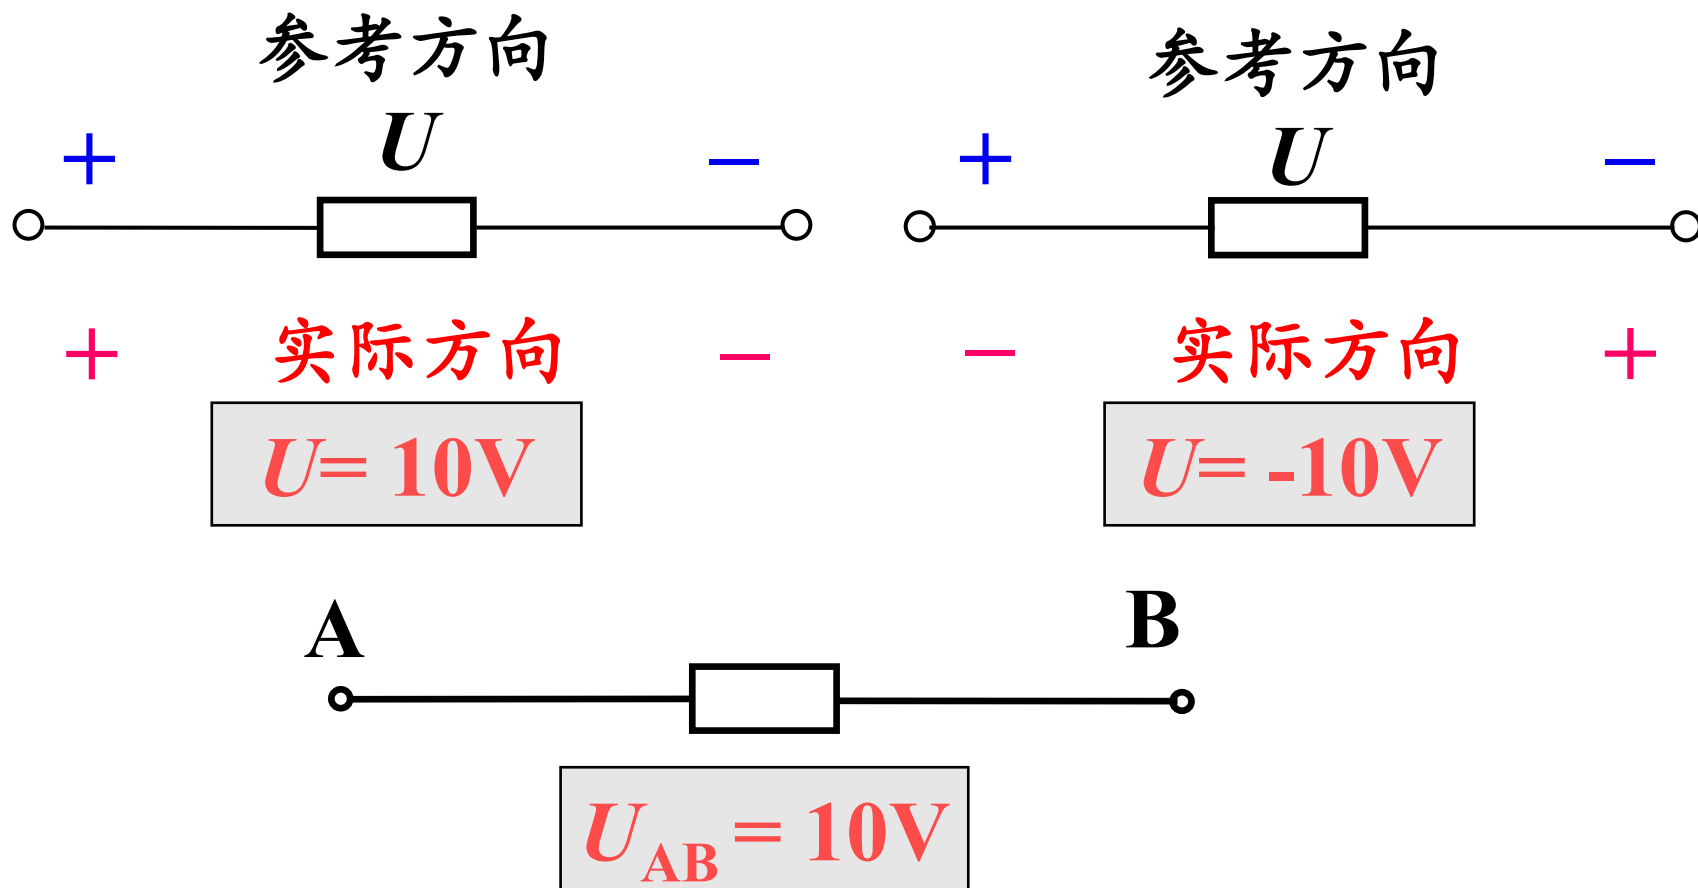 参考方向
U
+ −
+ 实际方向 −
U= 10V
参考方向
U
+ −
− 实际方向 +
U= -10V
A B
UAB = 10V